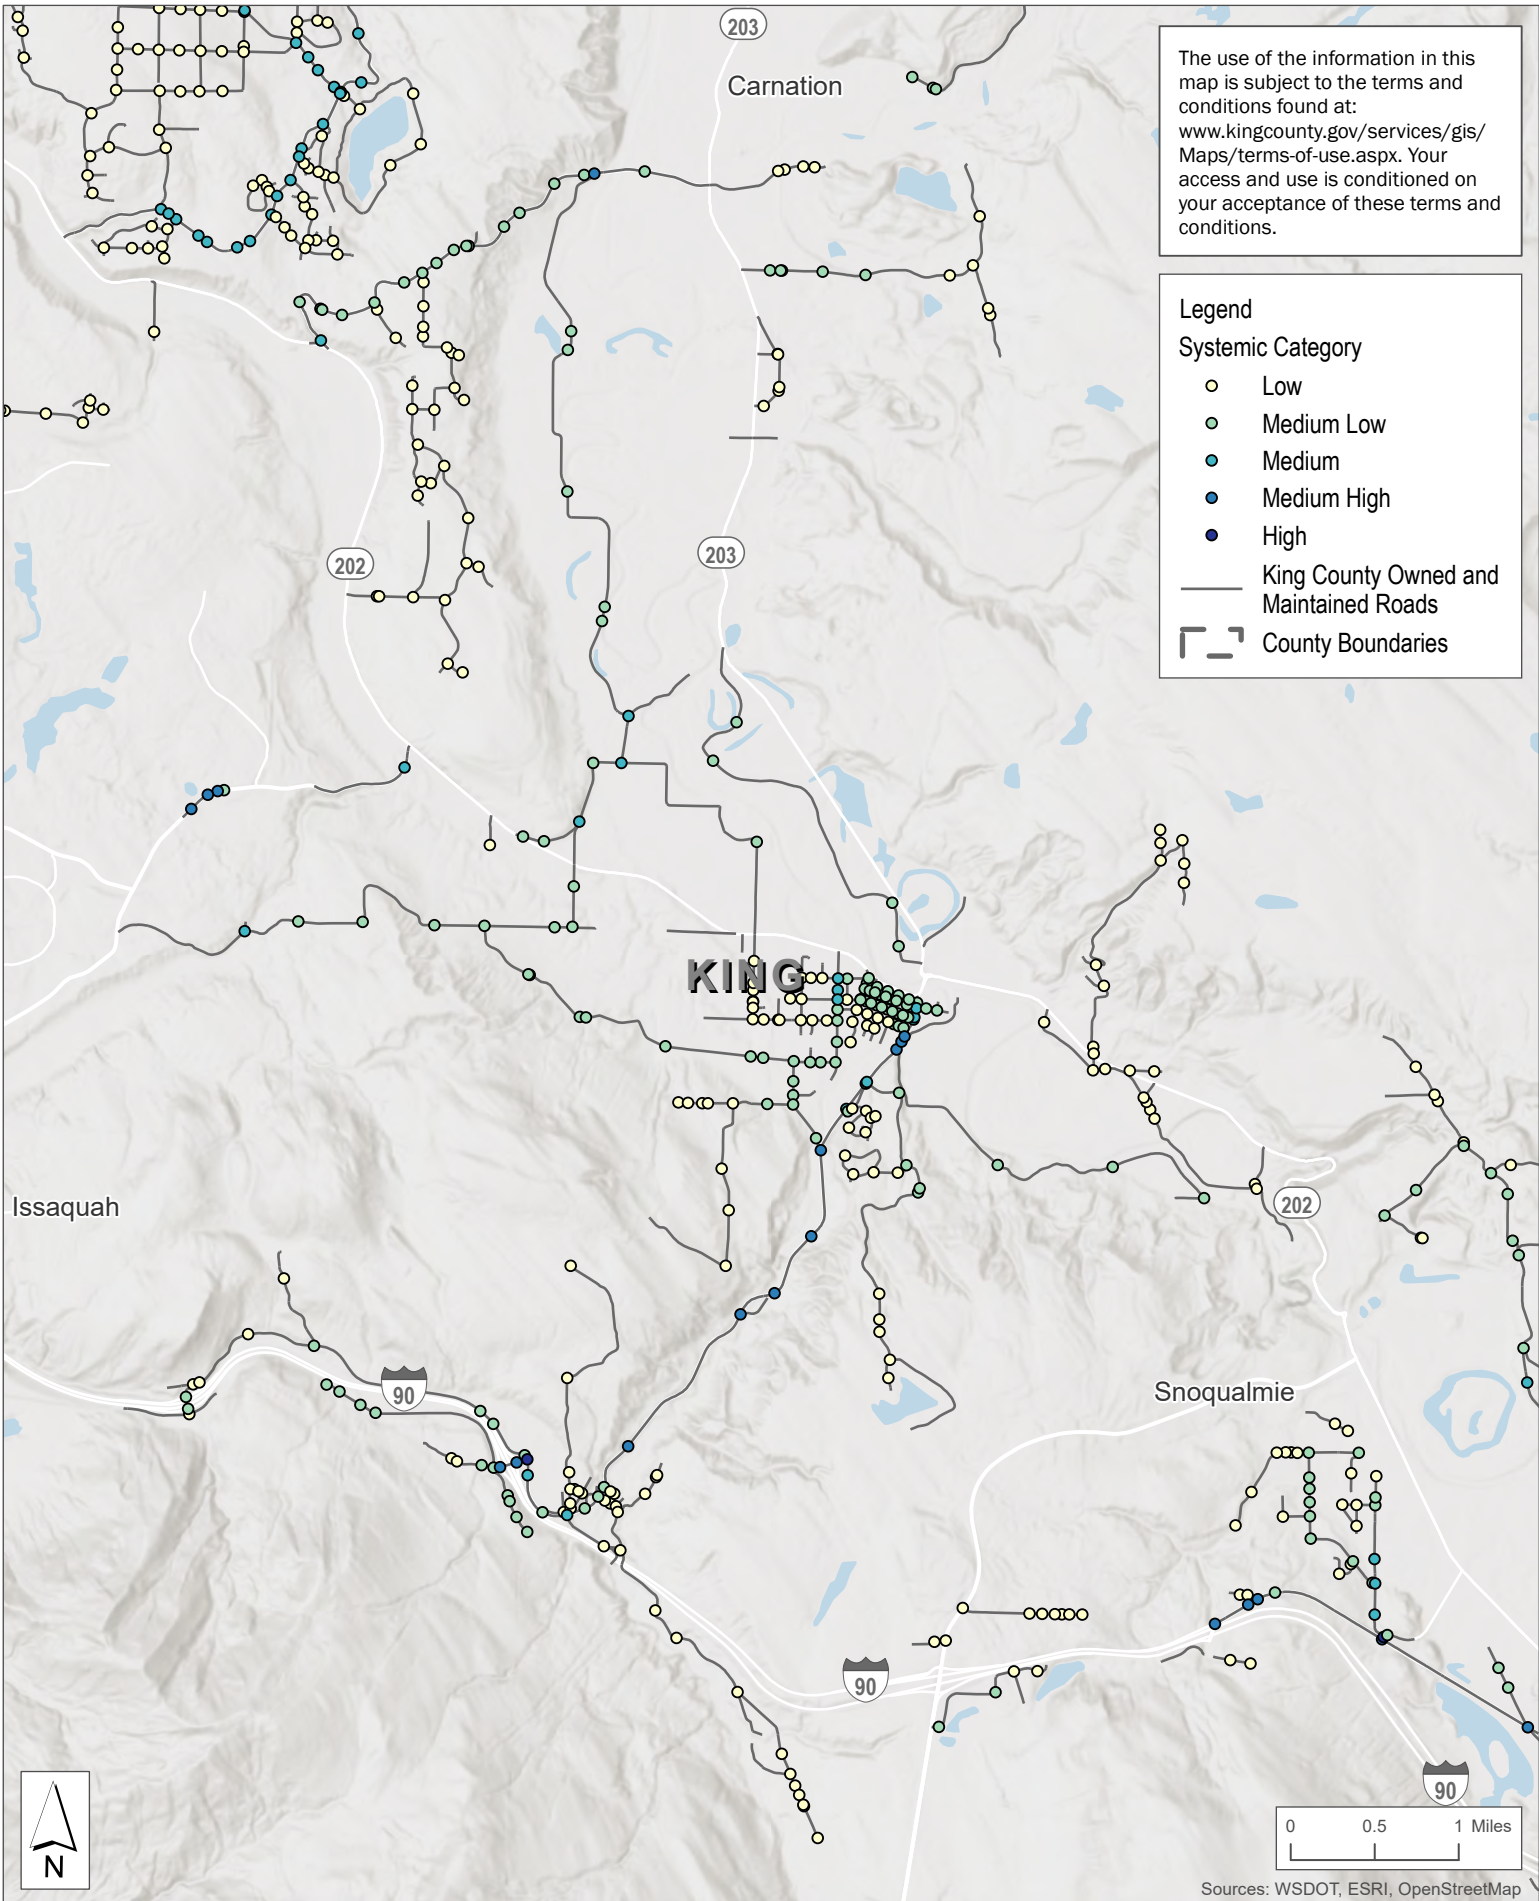 203
Carnation
The use of the information in this
map is subject to the terms and
conditions found at:
www.kingcounty.gov/services/gis/
Maps/terms-of-use.aspx. Your
access and use is conditioned on
your acceptance of these terms and
conditions.
Legend
Systemic Category
Low
Medium Low
Medium
Medium High
High
King County Owned and
Maintained Roads
County Boundaries
202
203
KING
Issaquah
202
90
Snoqualmie
90
90
N
0 0.5 1 Miles
Sources: WSDOT, ESRI, OpenStreetMap